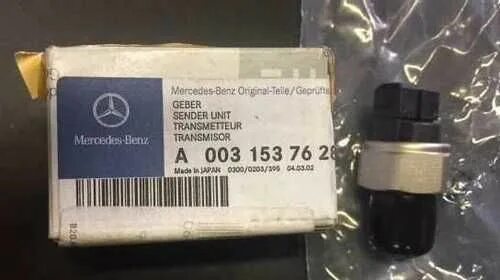 Mercedes-Benz Original-Teile/Geprüfte
GEBER
SENDER UNIT
TRANSMETTEUR
TRANSMISOR
Mercedes-Benz
A 003 153 76 28
Made in JAPAN 0300/0203/395 04.03.02